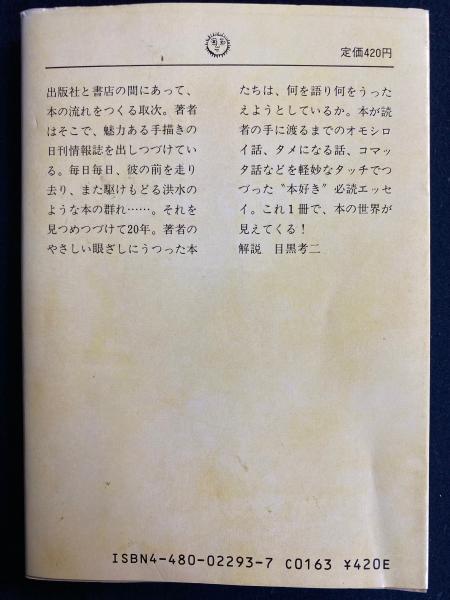 定価420円
出版社と書店の間にあって、
本の流れをつくる取次。著者
はそこで、魅力ある手描きの
日刊情報誌を出しつづけてい
る。毎日毎日、彼の前を走り
去り、また駆けもどる洪水の
ような本の群れ……。それを
見つめつづけて20年。著者の
やさしい眼ざしにうつった本
たちは、何を語り何をうった
えようとしているか。本が読
者の手に渡るまでのオモシロ
イ話、タメになる話、コマッ
タ話などを軽妙なタッチでつ
づった〝本好き〟必読エッセ
イ。これ1冊で、本の世界が
見えてくる！
解説　目黒考二
ISBN4-480-02293-7 C0163 ¥420E